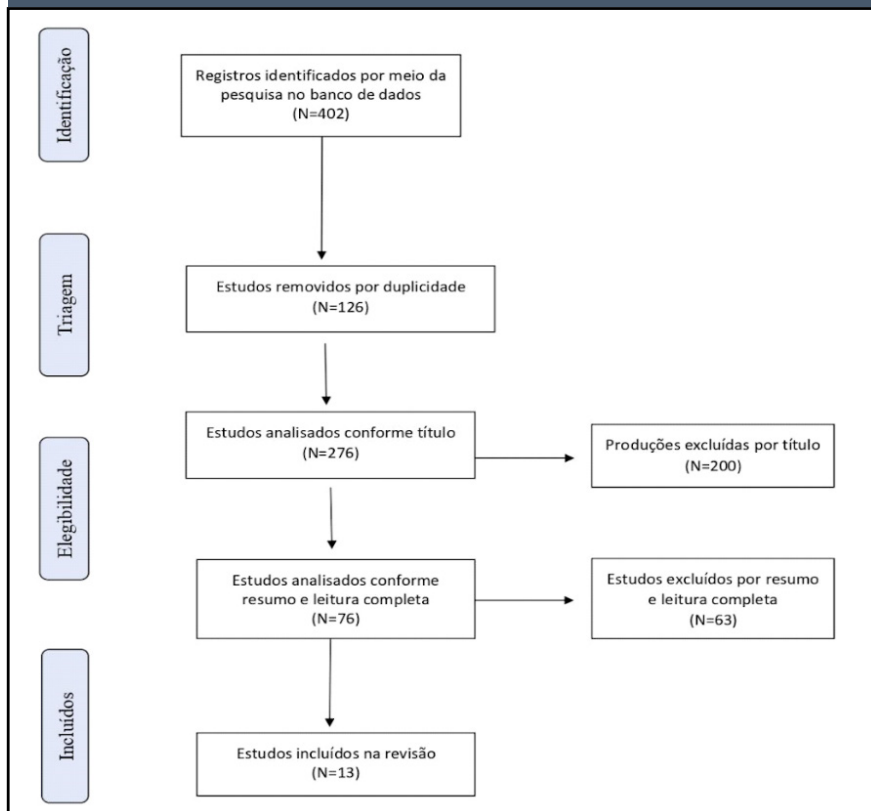 Identificação
Registros identificados por meio da
pesquisa no banco de dados
(N=402)
Triagem
Estudos removidos por duplicidade
(N=126)
Elegibilidade
Estudos analisados conforme título
(N=276)
Produções excluídas por título
(N=200)
Estudos analisados conforme
resumo e leitura completa
(N=76)
Estudos excluídos por resumo
e leitura completa
(N=63)
Incluídos
Estudos incluídos na revisão
(N=13)